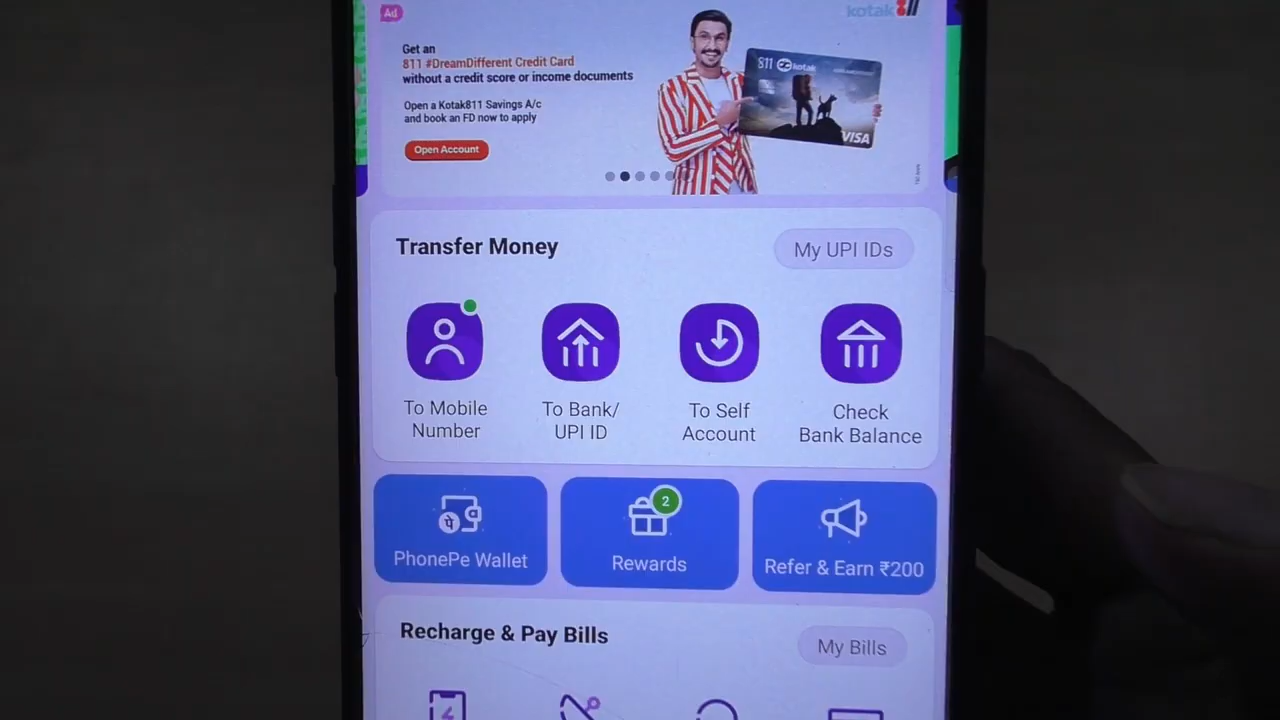 Ad
kotak 811
Get an
811 #DreamDifferent Credit Card
without a credit score or income documents
Open a Kotak811 Savings A/c
and book an FD now to apply
Open Account
811 kotak
VISA
Transfer Money
My UPI IDs
To Mobile
Number
To Bank/
UPI ID
To Self
Account
Check
Bank Balance
पे
PhonePe Wallet
2
Rewards
Refer & Earn ₹200
Recharge & Pay Bills
My Bills